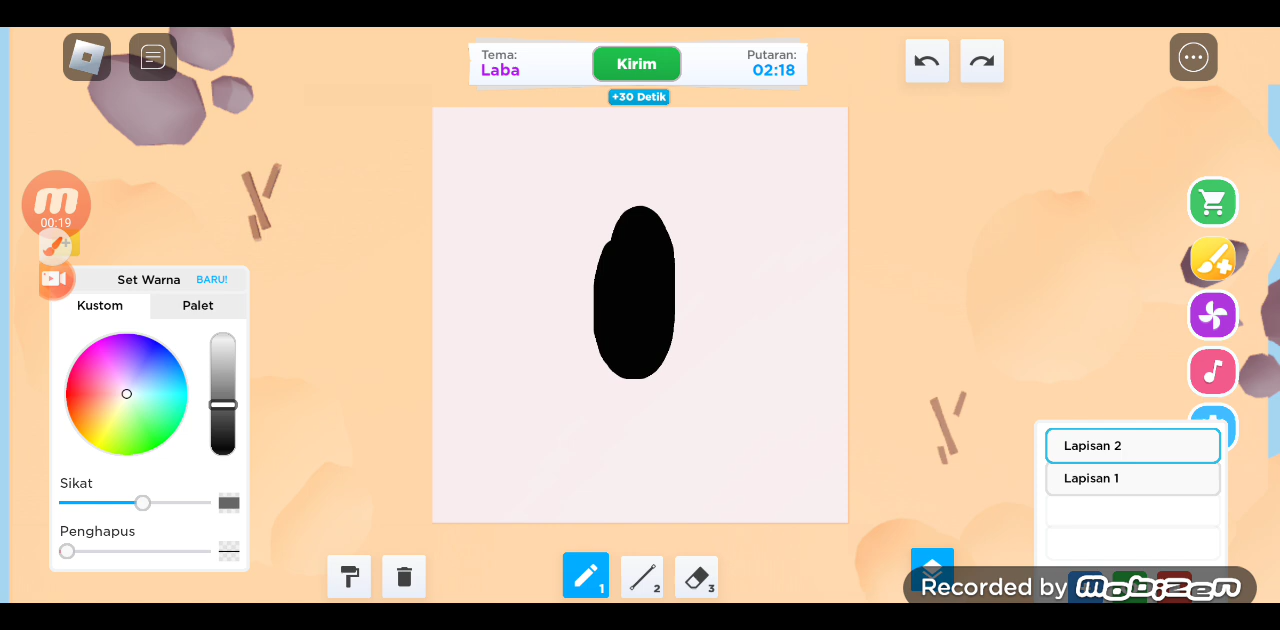 Tema:
Laba
Kirim
Putaran:
02:18
+30 Detik
00:19
Set Warna BARU!
Kustom Palet
Sikat
Penghapus
Lapisan 2
Lapisan 1
1
2
3
Recorded by mobizen